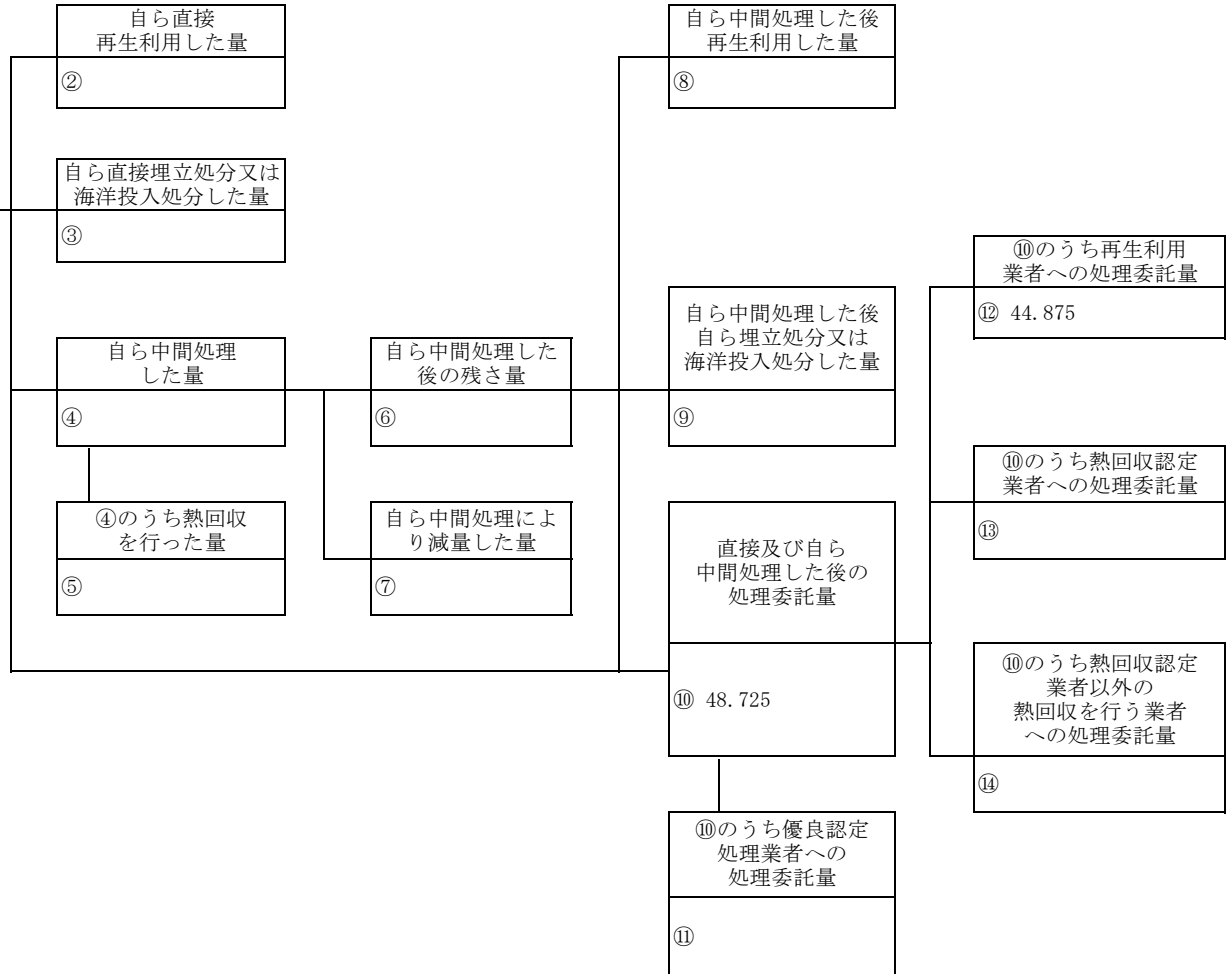 自ら直接
再生利用した量
②
自ら直接埋立処分又は
海洋投入処分した量
③
自ら中間処理
した量
④
④のうち熱回収
を行った量
⑤
自ら中間処理した
後の残さ量
⑥
自ら中間処理によ
り減量した量
⑦
自ら中間処理した後
再生利用した量
⑧
自ら中間処理した後
自ら埋立処分又は
海洋投入処分した量
⑨
直接及び自ら
中間処理した後の
処理委託量
⑩ 48.725
⑩のうち優良認定
処理業者への
処理委託量
⑪
⑩のうち再生利用
業者への処理委託量
⑫ 44.875
⑩のうち熱回収認定
業者への処理委託量
⑬
⑩のうち熱回収認定
業者以外の
熱回収を行う業者
への処理委託量
⑭